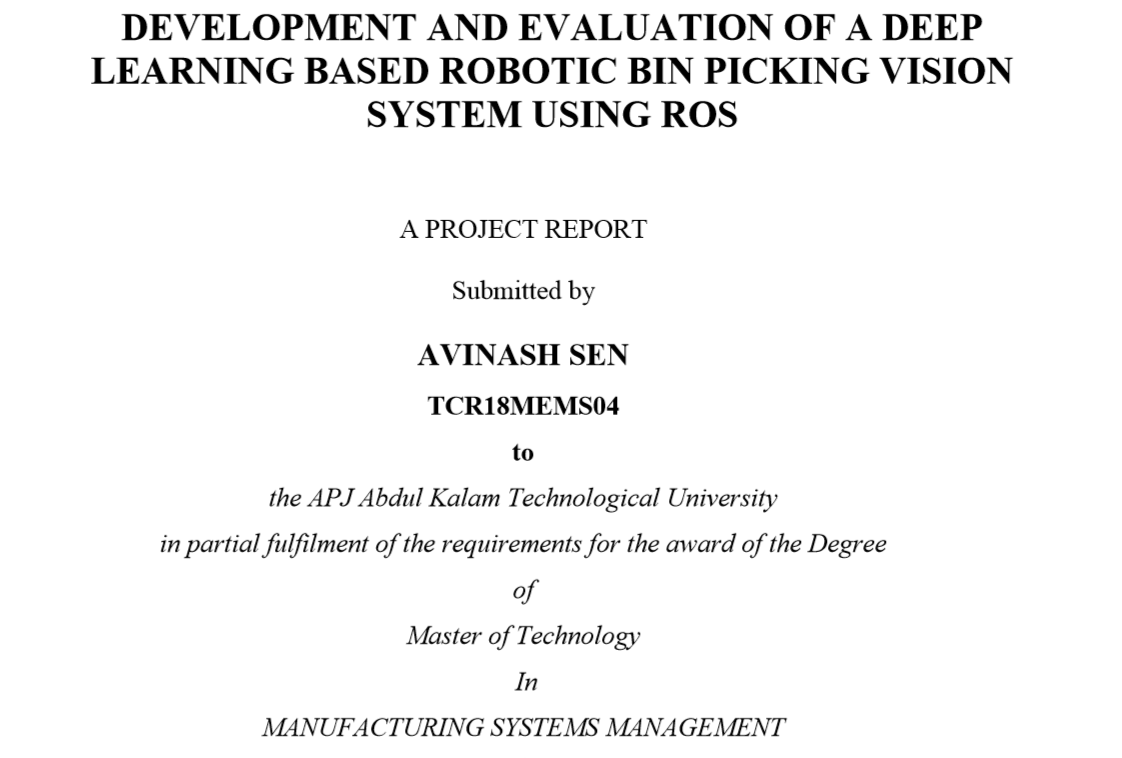 DEVELOPMENT AND EVALUATION OF A DEEP
LEARNING BASED ROBOTIC BIN PICKING VISION
SYSTEM USING ROS
A PROJECT REPORT
Submitted by
AVINASH SEN
TCR18MEMS04
to
the APJ Abdul Kalam Technological University
in partial fulfilment of the requirements for the award of the Degree
of
Master of Technology
In
MANUFACTURING SYSTEMS MANAGEMENT